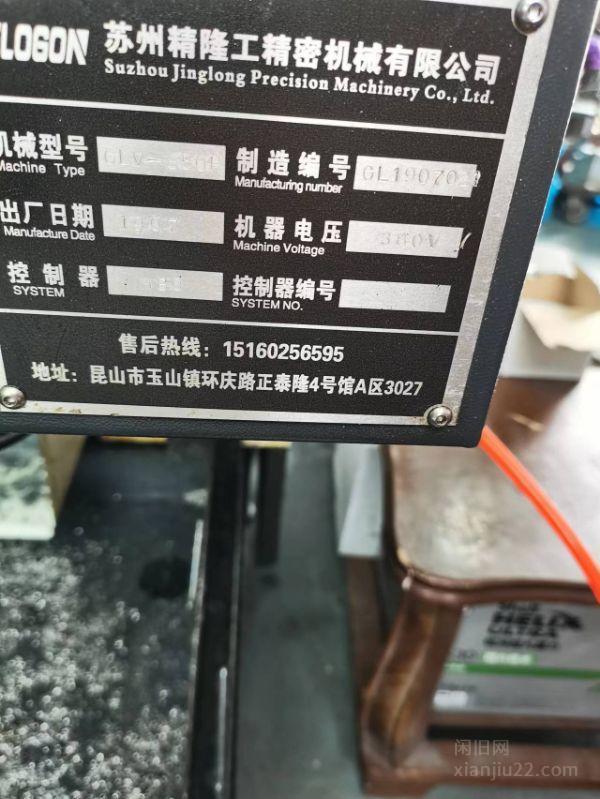 LOGON 苏州精隆工精密机械有限公司
Suzhou Jinglong Precision Machinery Co., Ltd.
机械型号 制造编号 GL190702
Machine Type Manufacturing number
出厂日期 机器电压 380V
Manufacture Date Machine Voltage
控制器 控制器编号
SYSTEM SYSTEM NO.
售后热线：15160256595
地址：昆山市玉山镇环庆路正泰隆4号馆A区3027
HELIX
ULTRA
闲旧网
xianjiu22.com